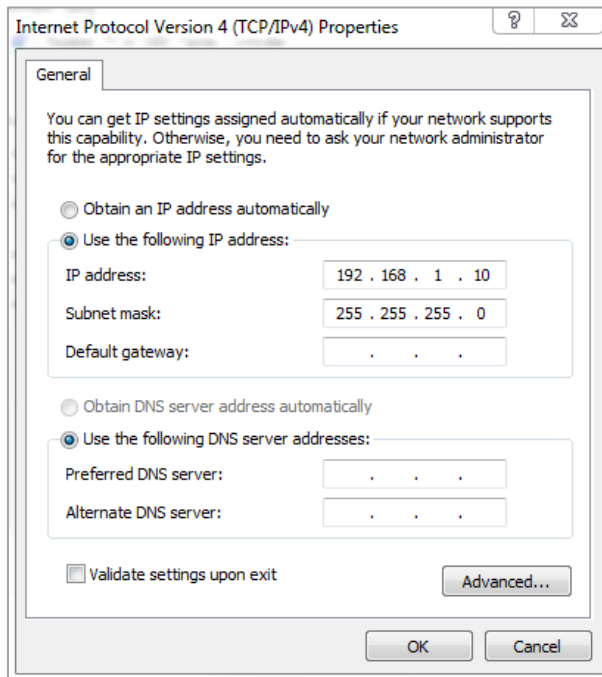 Internet Protocol Version 4 (TCP/IPv4) Properties
General
You can get IP settings assigned automatically if your network supports
this capability. Otherwise, you need to ask your network administrator
for the appropriate IP settings.
Obtain an IP address automatically
Use the following IP address:
IP address: 192 . 168 . 1 . 10
Subnet mask: 255 . 255 . 255 . 0
Default gateway: . . .
Obtain DNS server address automatically
Use the following DNS server addresses:
Preferred DNS server: . . .
Alternate DNS server: . . .
Validate settings upon exit
Advanced...
OK Cancel